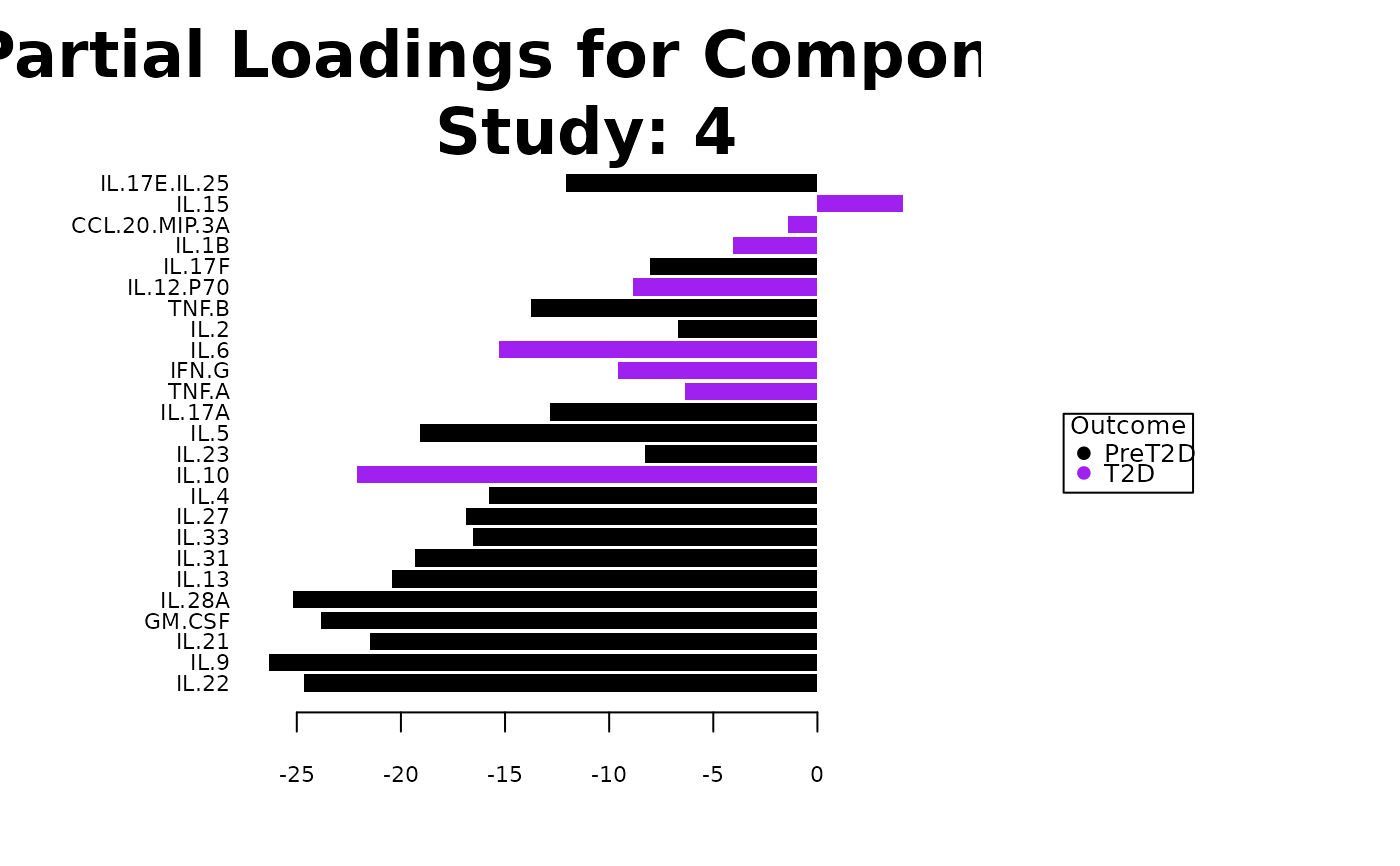 Partial Loadings for Compon
Study: 4
IL.17E.IL.25
IL.15
CCL.20.MIP.3A
IL.1B
IL.17F
IL.12.P70
TNF.B
IL.2
IL.6
IFN.G
TNF.A
IL.17A
IL.5
IL.23
IL.10
IL.4
IL.27
IL.33
IL.31
IL.13
IL.28A
GM.CSF
IL.21
IL.9
IL.22
-25 -20 -15 -10 -5 0
Outcome
PreT2D
T2D